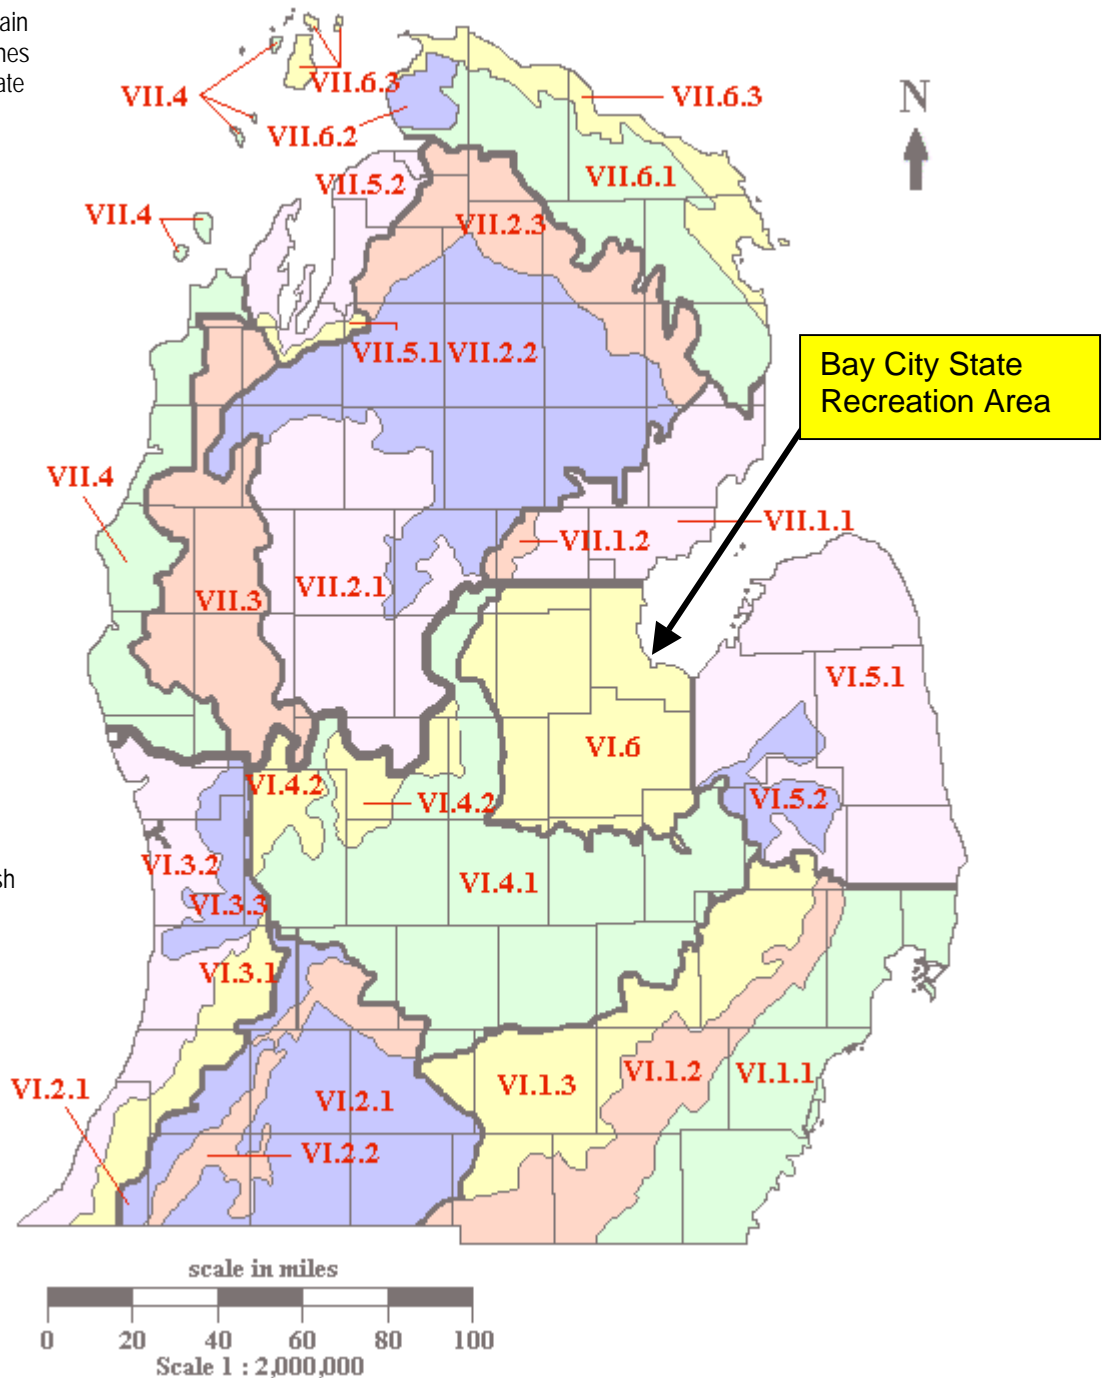 ain
nes
ate
VII.6.3
VII.6.3
VII.4
N
VII.6.2
VII.6.1
VII.5.2
VII.4
VII.2.3
VII.5.1
VII.2.2
Bay City State
Recreation Area
VII.4
VII.1.1
VII.1.2
VII.2.1
VII.3
VI.5.1
VI.6
VI.4.2
VI.4.2
VI.5.2
VI.3.2
sh
VI.4.1
VI.3.3
VI.3.1
VI.2.1
VI.1.3
VI.1.2
VI.1.1
VI.2.1
VI.2.2
scale in miles
0 20 40 60 80 100
Scale 1 : 2,000,000